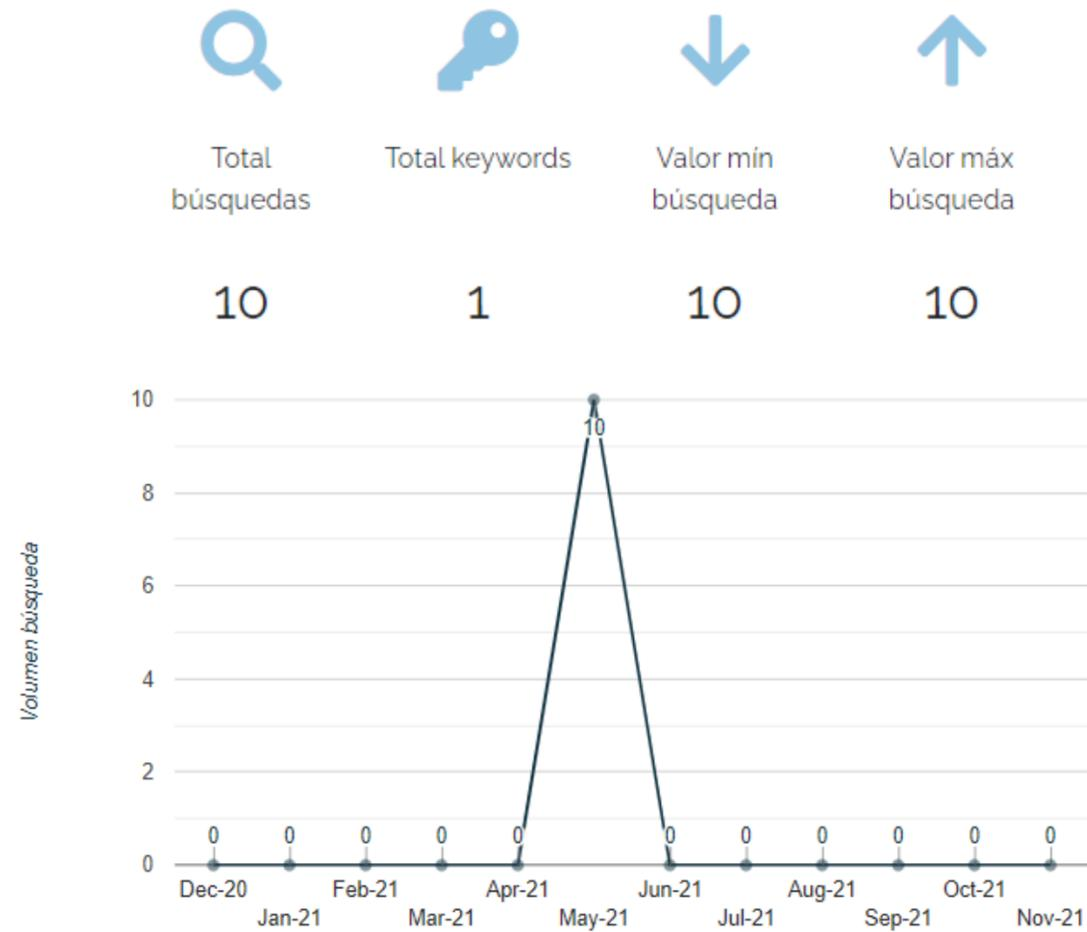 Total
búsquedas
Total keywords
Valor mín
búsqueda
Valor máx
búsqueda
10
1
10
10
Volumen búsqueda
10
8
6
4
2
0
10
0
0
0
0
0
0
0
0
0
0
0
Dec-20
Jan-21
Feb-21
Mar-21
Apr-21
May-21
Jun-21
Jul-21
Aug-21
Sep-21
Oct-21
Nov-21